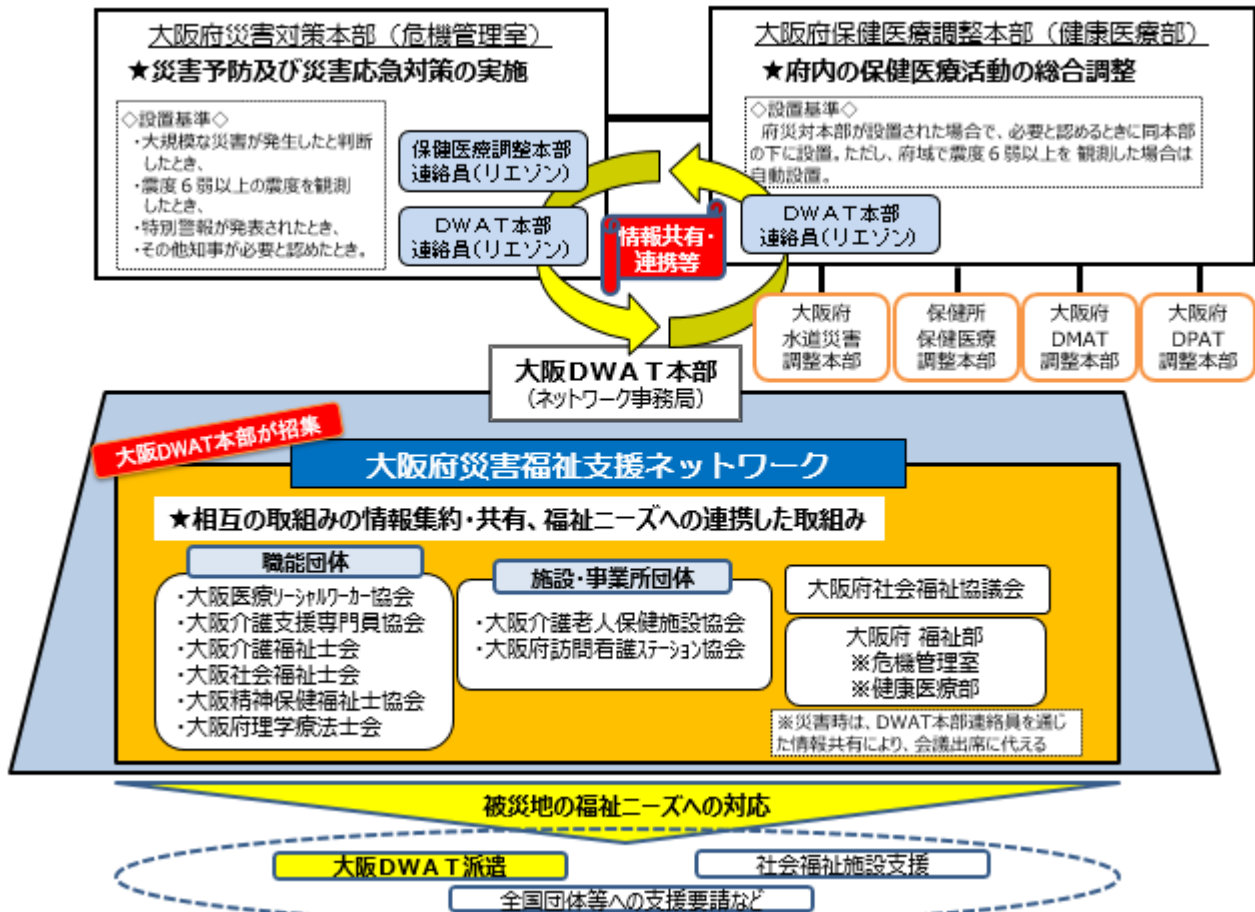 大阪府災害対策本部（危機管理室）
★災害予防及び災害応急対策の実施
◇設置基準◇
・大規模な災害が発生したと判断
したとき、
・震度６弱以上の震度を観測
したとき、
・特別警報が発表されたとき、
・その他知事が必要と認めたとき。
保健医療調整本部
連絡員(リエゾン)
ＤＷＡＴ本部
連絡員(リエゾン)
情報共有・
連携等
大阪府保健医療調整本部（健康医療部）
★府内の保健医療活動の総合調整
◇設置基準◇
府災対本部が設置された場合で、必要と認めるときに同本部
の下に設置。ただし、府域で震度６弱以上を 観測した場合は
自動設置。
ＤＷＡＴ本部
連絡員(リエゾン)
大阪府
水道災害
調整本部
保健所
保健医療
調整本部
大阪府
DMAT
調整本部
大阪府
DPAT
調整本部
大阪ＤＷＡＴ本部
（ネットワーク事務局）
大阪DWAT本部が招集
大阪府災害福祉支援ネットワーク
★相互の取組みの情報集約・共有、福祉ニーズへの連携した取組み
職能団体
・大阪医療ｿｰｼｬﾙﾜｰｶｰ協会
・大阪介護支援専門員協会
・大阪介護福祉士会
・大阪社会福祉士会
・大阪精神保健福祉士協会
・大阪府理学療法士会
施設・事業所団体
・大阪介護老人保健施設協会
・大阪府訪問看護ｽﾃｰｼｮﾝ協会
大阪府社会福祉協議会
大阪府 福祉部
※危機管理室
※健康医療部
※災害時は、DWAT本部連絡員を通じ
た情報共有により、会議出席に代える
被災地の福祉ニーズへの対応
大阪ＤＷＡＴ派遣
社会福祉施設支援
全国団体等への支援要請など